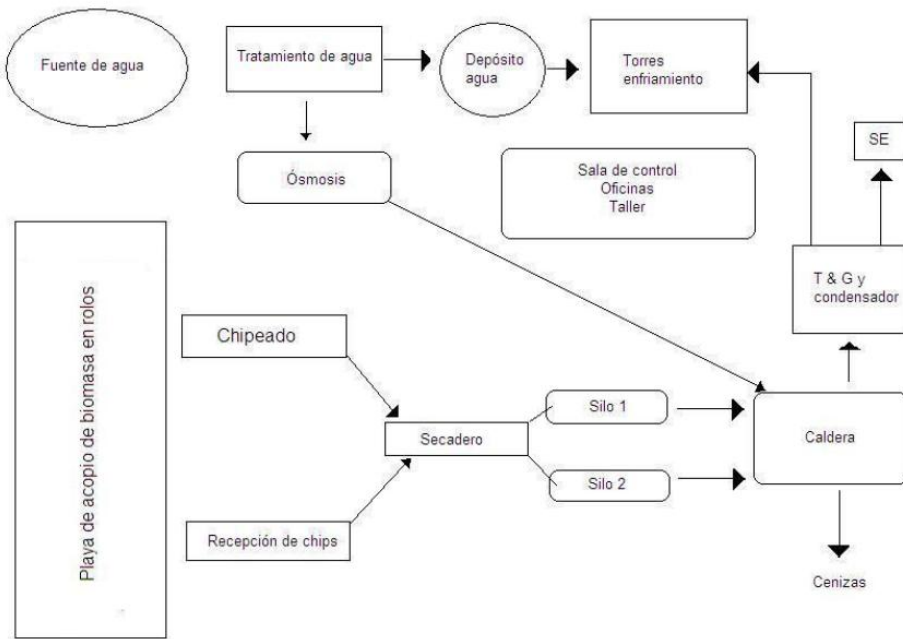 Fuente de agua
Tratamiento de agua
Depósito
agua
Torres
enfriamiento
SE
Ósmosis
Sala de control
Oficinas
Taller
T & G y
condensador
Playa de acopio de biomasa en rolos
Chipeado
Silo 1
Secadero
Caldera
Silo 2
Recepción de chips
Cenizas